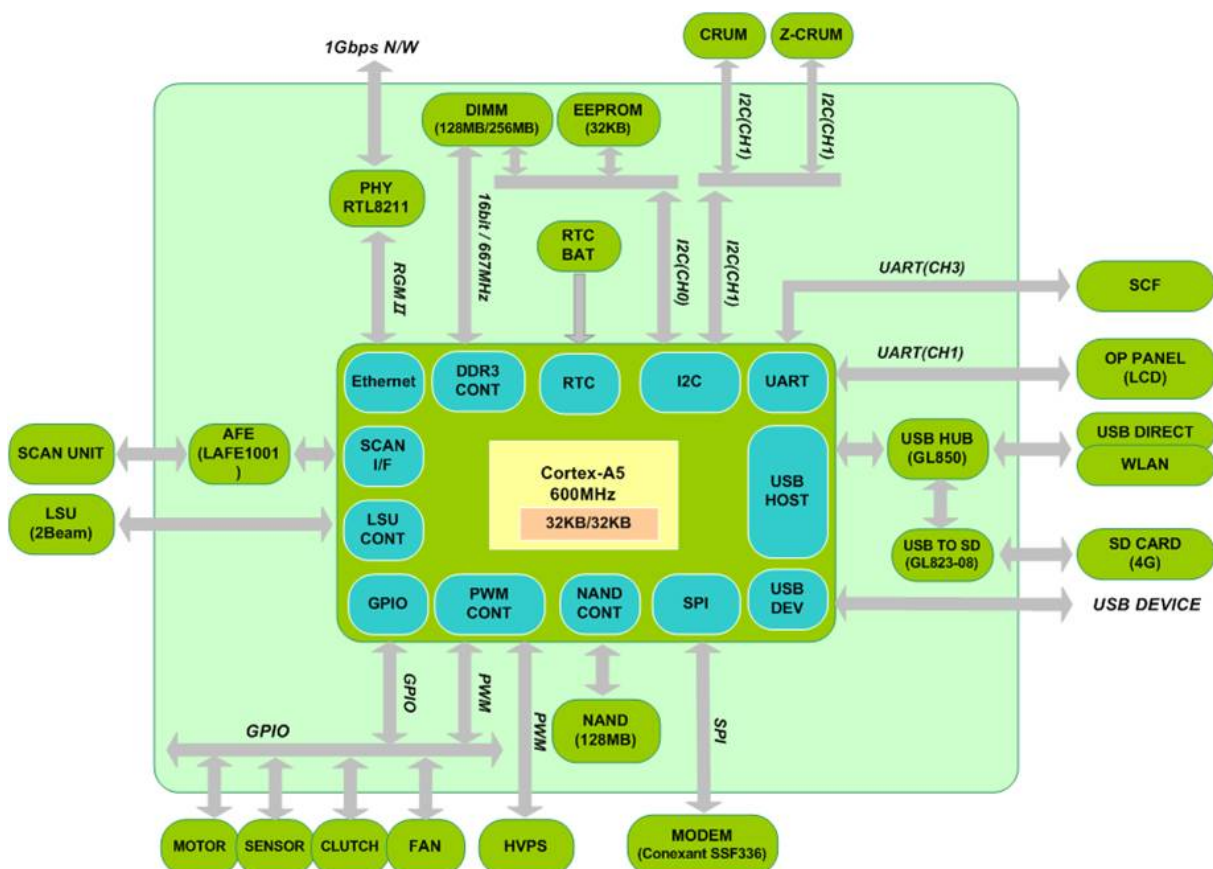 CRUM
Z-CRUM
1Gbps N/W
I2C(CH1)
I2C(CH1)
DIMM
(128MB/256MB)
EEPROM
(32KB)
PHY
RTL8211
16bit / 667MHz
RTC
BAT
I2C(CH0)
I2C(CH1)
RGM II
UART(CH3)
SCF
UART(CH1)
OP PANEL
(LCD)
Ethernet
DDR3
CONT
RTC
I2C
UART
SCAN UNIT
AFE
(LAFE1001
)
SCAN
I/F
Cortex-A5
600MHz
32KB/32KB
USB
HOST
USB HUB
(GL850)
USB DIRECT
WLAN
LSU
(2Beam)
LSU
CONT
USB TO SD
(GL823-08)
SD CARD
(4G)
GPIO
PWM
CONT
NAND
CONT
SPI
USB
DEV
USB DEVICE
GPIO
PWM
PWM
NAND
(128MB)
SPI
GPIO
MOTOR
SENSOR
CLUTCH
FAN
HVPS
MODEM
(Conexant SSF336)